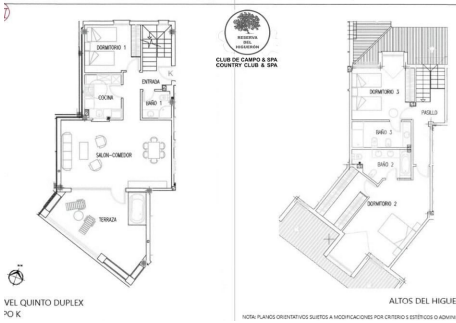 RESERVA
DEL
HIGUERÓN
CLUB DE CAMPO & SPA
COUNTRY CLUB & SPA
DORMITORIO 1
ENTRADA
K
COCINA
BAÑO 1
SALON-COMEDOR
TERRAZA
DORMITORIO 3
PASILLO
BAÑO 3
BAÑO 2
DORMITORIO 2
VEL QUINTO DUPLEX
PO K
ALTOS DEL HIGUE
NOTA: PLANOS ORIENTATIVOS SUJETOS A MODIFICACIONES POR CRITERIOS ESTÉTICOS O ADMINI